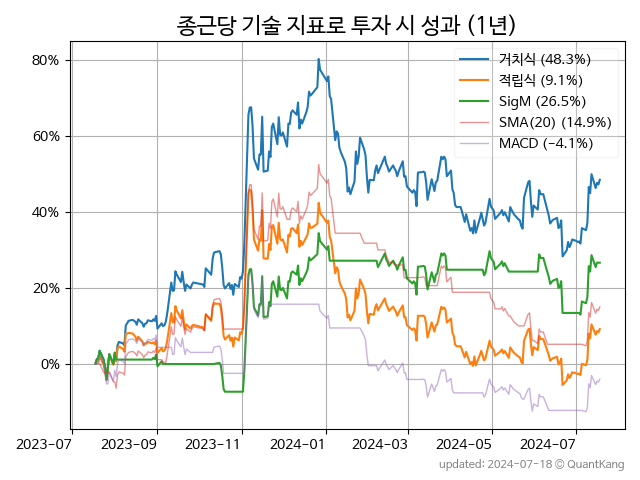 종근당 기술 지표로 투자 시 성과 (1년)
거치식 (48.3%)
적립식 (9.1%)
SigM (26.5%)
SMA(20) (14.9%)
MACD (-4.1%)
80%
60%
40%
20%
0%
2023-07 2023-09 2023-11 2024-01 2024-03 2024-05 2024-07
updated: 2024-07-18 © QuantKang